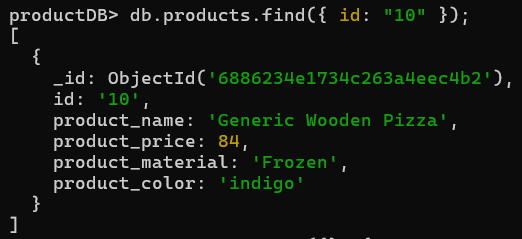 productDB> db.products.find({ id: "10" });
[
  {
    _id: ObjectId('6886234e1734c263a4eec4b2'),
    id: '10',
    product_name: 'Generic Wooden Pizza',
    product_price: 84,
    product_material: 'Frozen',
    product_color: 'indigo'
  }
]